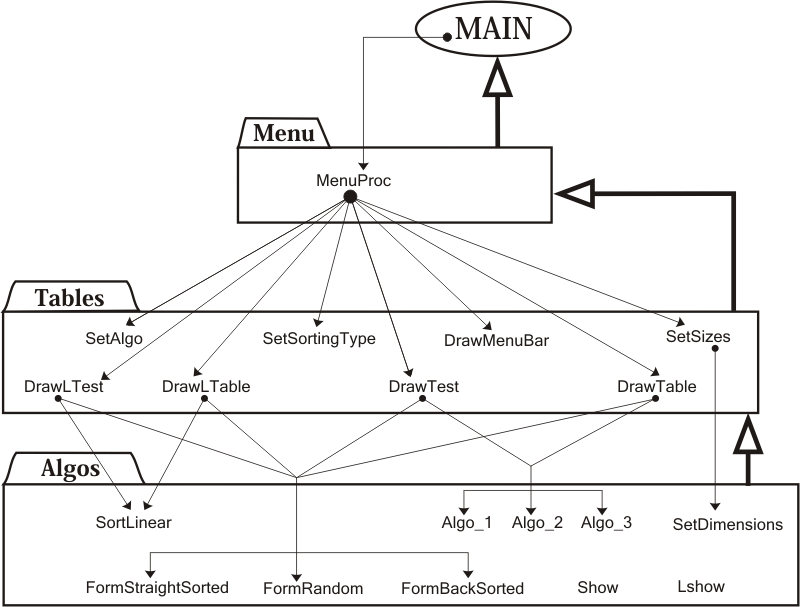 MAIN
Menu
MenuProc
Tables
SetAlgo
SetSortingType
DrawMenuBar
SetSizes
DrawLTest
DrawLTable
DrawTest
DrawTable
Algos
SortLinear
Algo_1
Algo_2
Algo_3
SetDimensions
FormStraightSorted
FormRandom
FormBackSorted
Show
Lshow